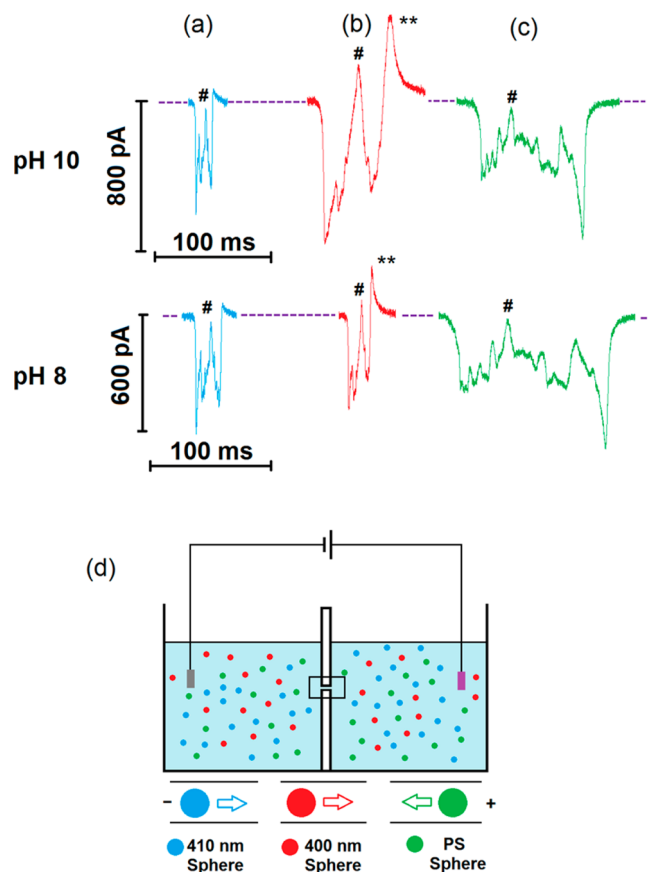 (a) (b) (c)
# # ** #
pH 10
800 pA
100 ms
# # ** #
pH 8
600 pA
100 ms
(d)
− +
410 nm Sphere
400 nm Sphere
PS Sphere